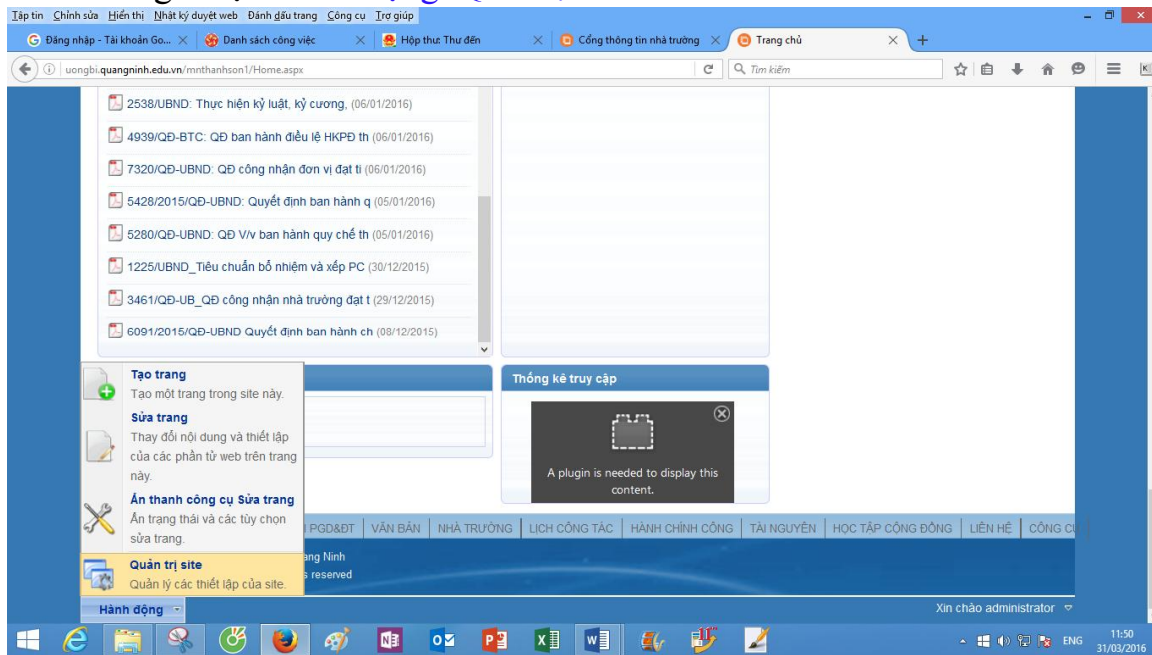 Tập tin Chỉnh sửa Hiển thị Nhật ký duyệt web Đánh dấu trang Công cụ Trợ giúp
Đăng nhập - Tài khoản Go... Danh sách công việc Hộp thư: Thư đến Cổng thông tin nhà trường Trang chủ
uongbi.quangninh.edu.vn/mnthanhson1/Home.aspx
Tìm kiếm
2538/UBND: Thực hiện kỷ luật, kỷ cương, (06/01/2016)
4939/QĐ-BTC: QĐ ban hành điều lệ HKPĐ th (06/01/2016)
7320/QĐ-UBND: QĐ công nhận đơn vị đạt ti (06/01/2016)
5428/2015/QĐ-UBND: Quyết định ban hành q (05/01/2016)
5280/QĐ-UBND: QĐ V/v ban hành quy chế th (05/01/2016)
1225/UBND_Tiêu chuẩn bổ nhiệm và xếp PC (30/12/2015)
3461/QĐ-UB_QĐ công nhận nhà trường đạt t (29/12/2015)
6091/2015/QĐ-UBND Quyết định ban hành ch (08/12/2015)
Tạo trang
Tạo một trang trong site này.
Sửa trang
Thay đổi nội dung và thiết lập
của các phần tử web trên trang
này.
Ẩn thanh công cụ Sửa trang
Ẩn trạng thái và các tùy chọn
sửa trang.
Quản trị site
Quản lý các thiết lập của site.
Hành động
Thống kê truy cập
A plugin is needed to display this
content.
PGD&ĐT VĂN BẢN NHÀ TRƯỜNG LỊCH CÔNG TÁC HÀNH CHÍNH CÔNG TÀI NGUYÊN HỌC TẬP CỘNG ĐỒNG LIÊN HỆ CÔNG CỤ
ang Ninh
s reserved
Xin chào administrator
ENG
11:50
31/03/2016